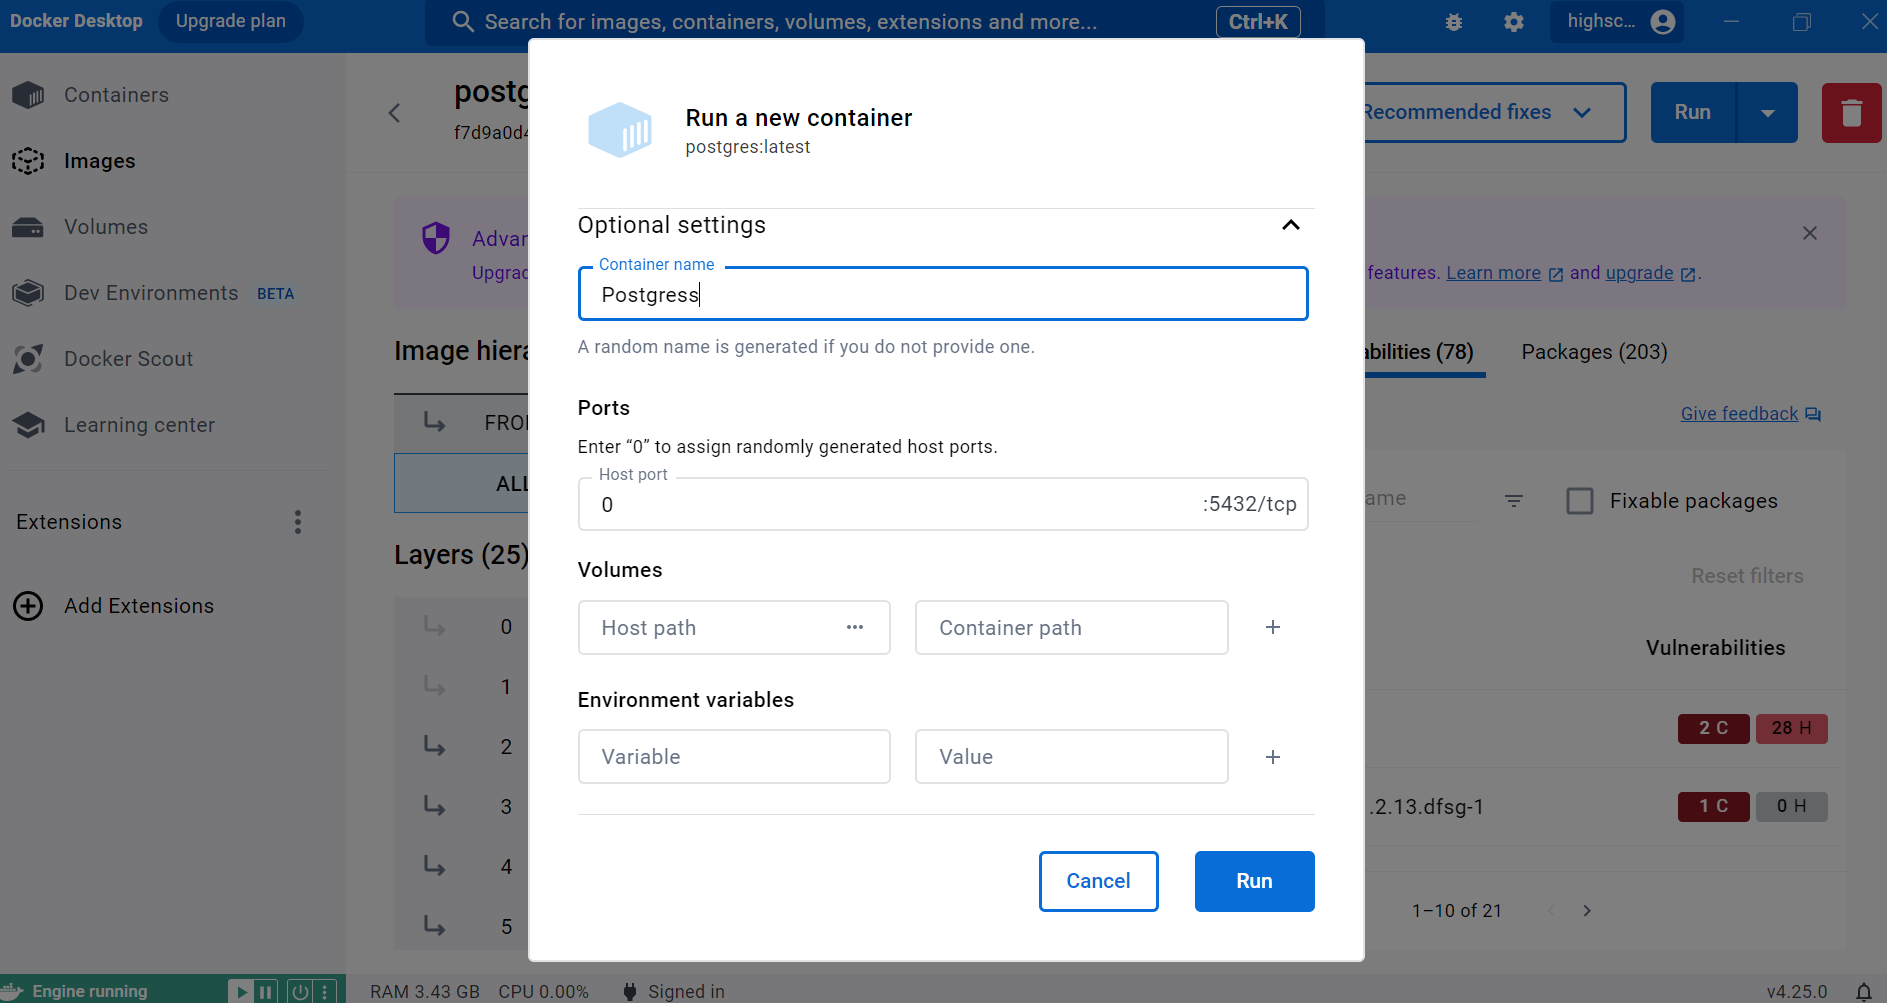 Docker Desktop Upgrade plan Search for images, containers, volumes, extensions and more... Ctrl+K highsc...
Containers
Images
Volumes
Dev Environments BETA
Docker Scout
Learning center
Extensions
Add Extensions
postg
f7d9a0d4
Recommended fixes Run
Advan
Upgrad
features. Learn more and upgrade.
Image hiera
FROM
ALL
Layers (25)
0
1
2
3
4
5
Run a new container
postgres:latest
Optional settings
Container name
Postgress
A random name is generated if you do not provide one.
Ports
Enter “0” to assign randomly generated host ports.
Host port
0 :5432/tcp
Volumes
Host path ... Container path +
Environment variables
Variable Value +
Cancel Run
abilities (78) Packages (203)
Give feedback
ame Fixable packages
Reset filters
Vulnerabilities
2 C 28 H
.2.13.dfsg-1 1 C 0 H
1–10 of 21
Engine running RAM 3.43 GB CPU 0.00% Signed in v4.25.0